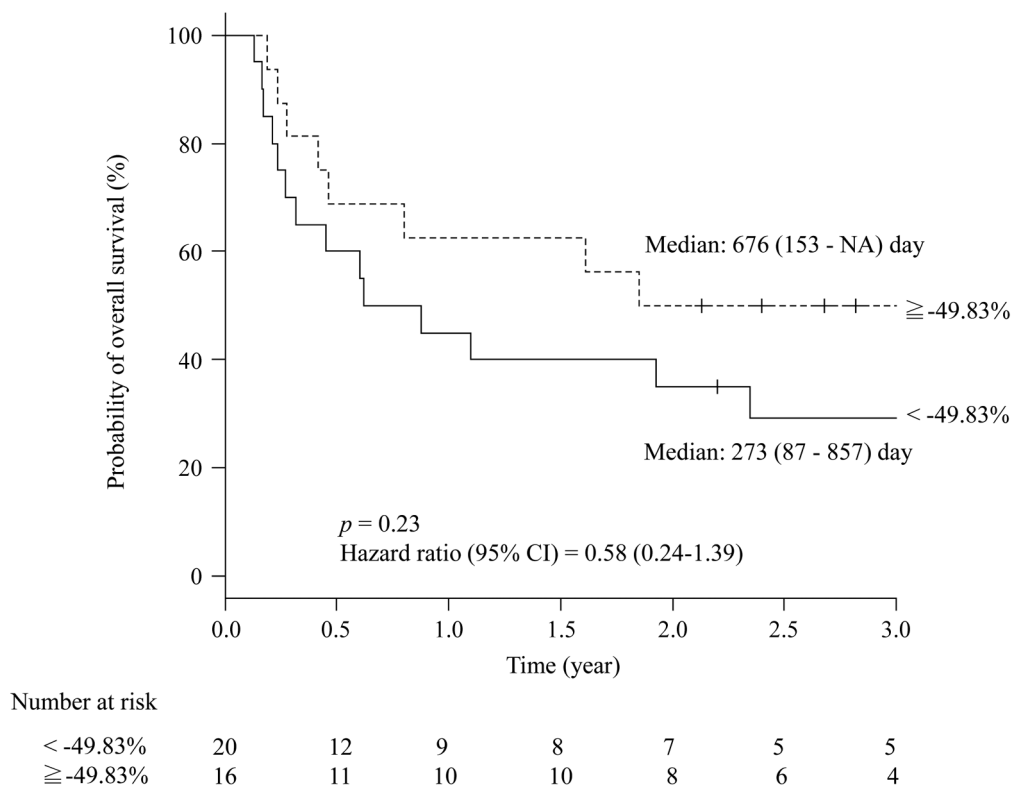 Probability of overall survival (%)
100
80
60
40
20
0
Median: 676 (153 - NA) day
≧-49.83%
< -49.83%
Median: 273 (87 - 857) day
p = 0.23
Hazard ratio (95% CI) = 0.58 (0.24-1.39)
0.0 0.5 1.0 1.5 2.0 2.5 3.0
Time (year)
Number at risk
< -49.83% 20 12 9 8 7 5 5
≧-49.83% 16 11 10 10 8 6 4